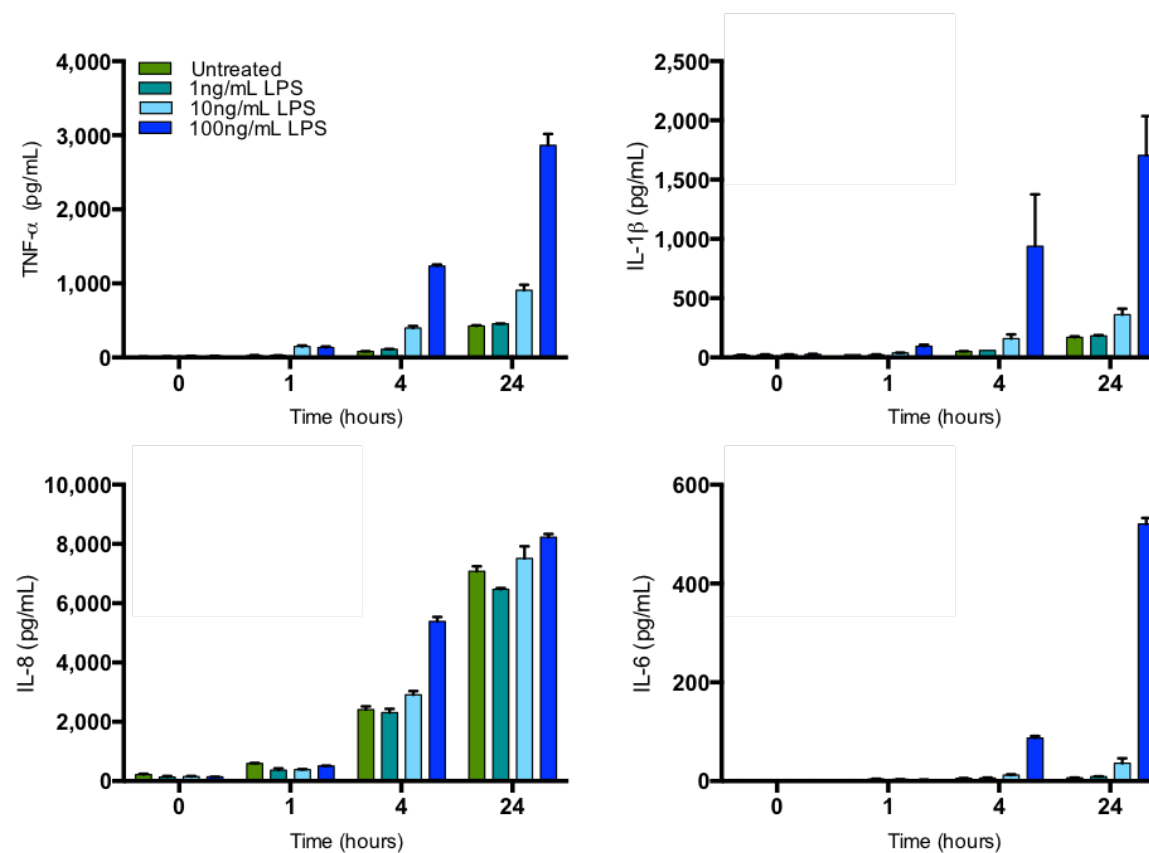 TNF-α (pg/mL)
4,000
3,000
2,000
1,000
0
Untreated
1ng/mL LPS
10ng/mL LPS
100ng/mL LPS
0 1 4 24
Time (hours)
IL-1β (pg/mL)
2,500
2,000
1,500
1,000
500
0
0 1 4 24
Time (hours)
IL-8 (pg/mL)
10,000
8,000
6,000
4,000
2,000
0
0 1 4 24
Time (hours)
IL-6 (pg/mL)
600
400
200
0
0 1 4 24
Time (hours)